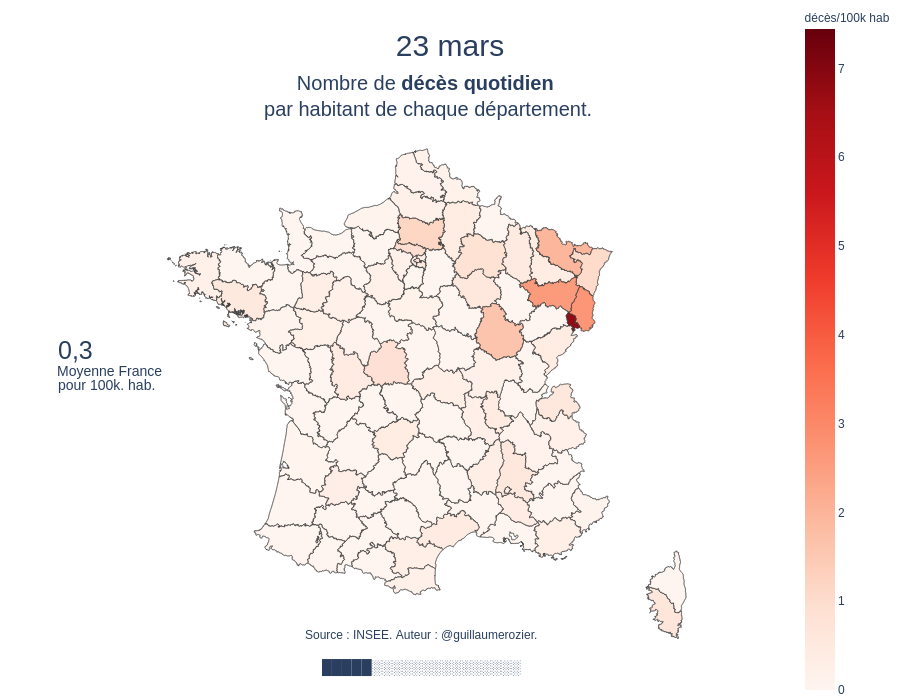 décès/100k hab
23 mars
Nombre de décès quotidien
par habitant de chaque département.
7
6
5
4
3
2
1
0
0,3
Moyenne France
pour 100k. hab.
Source : INSEE. Auteur : @guillaumerozier.